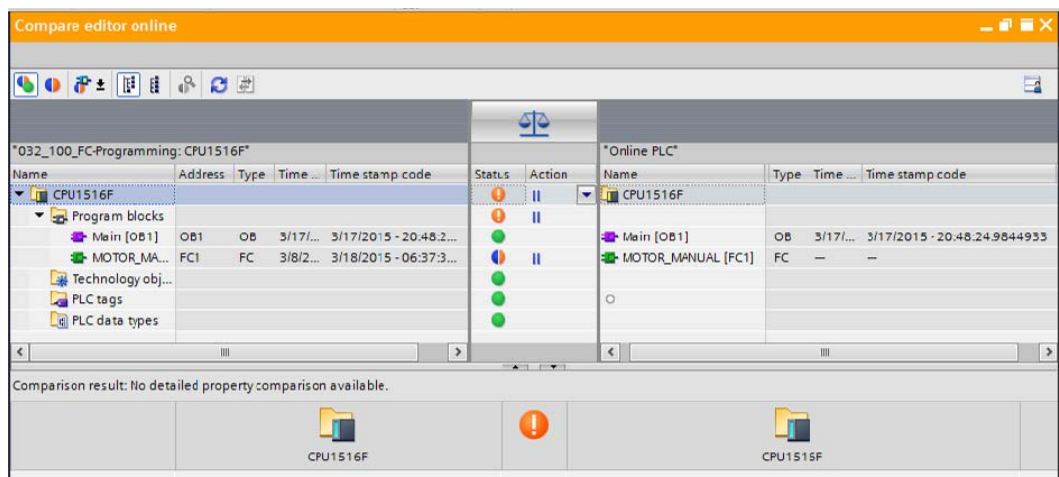 Compare editor online
"032_100_FC-Programming: CPU1516F" "Online PLC"
Name Address Type Time ... Time stamp code Status Action Name Type Time ... Time stamp code
CPU1516F CPU1516F
Program blocks
Main [OB1] OB1 OB 3/17/... 3/17/2015 - 20:48:2... Main [OB1] OB 3/17/... 3/17/2015 - 20:48:24.9844933
MOTOR_MA... FC1 FC 3/8/2... 3/18/2015 - 06:37:3... MOTOR_MANUAL [FC1] FC — —
Technology obj...
PLC tags
PLC data types
Comparison result: No detailed property comparison available.
CPU1516F CPU1516F